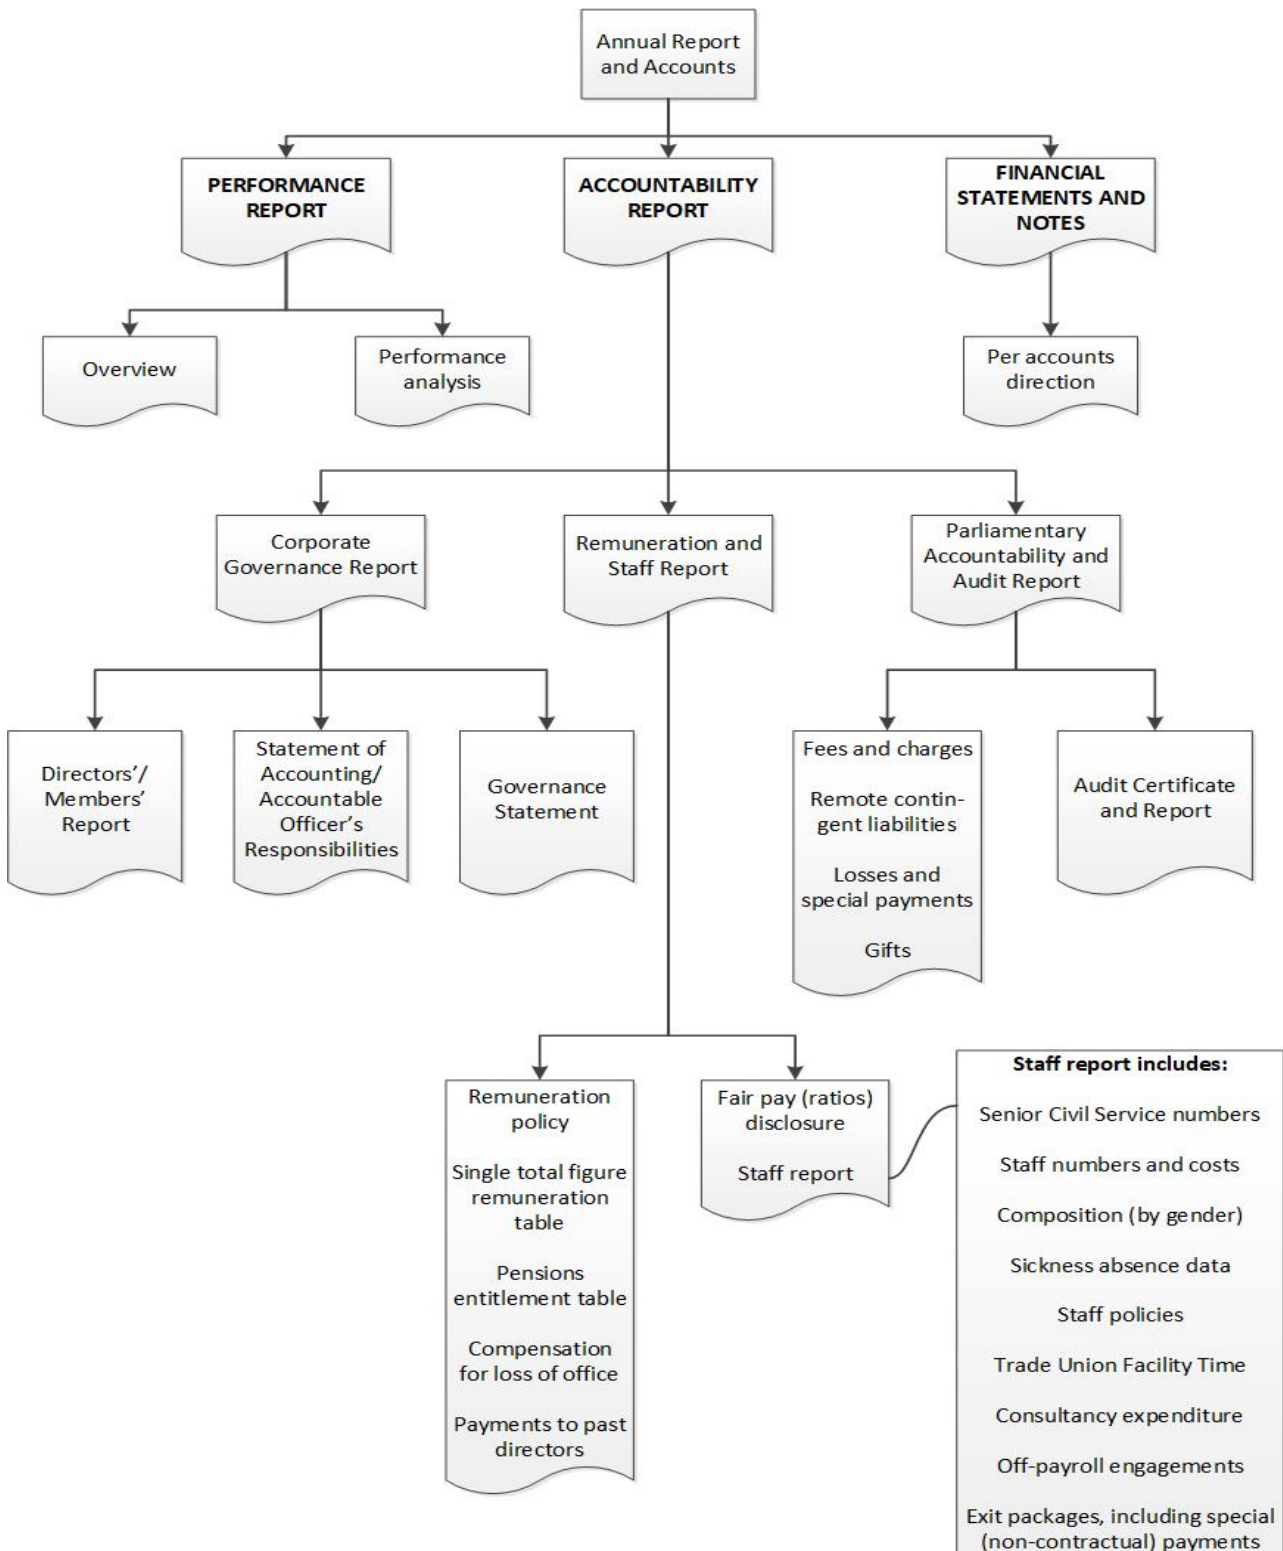 Annual Report
and Accounts
PERFORMANCE
REPORT
ACCOUNTABILITY
REPORT
FINANCIAL
STATEMENTS AND
NOTES
Overview
Performance
analysis
Per accounts
direction
Corporate
Governance Report
Remuneration and
Staff Report
Parliamentary
Accountability and
Audit Report
Directors’/
Members’
Report
Statement of
Accounting/
Accountable
Officer’s
Responsibilities
Governance
Statement
Fees and charges
Remote contin-
gent liabilities
Losses and
special payments
Gifts
Audit Certificate
and Report
Remuneration
policy
Single total figure
remuneration
table
Pensions
entitlement table
Compensation
for loss of office
Payments to past
directors
Fair pay (ratios)
disclosure
Staff report
Staff report includes:
Senior Civil Service numbers
Staff numbers and costs
Composition (by gender)
Sickness absence data
Staff policies
Trade Union Facility Time
Consultancy expenditure
Off-payroll engagements
Exit packages, including special
(non-contractual) payments